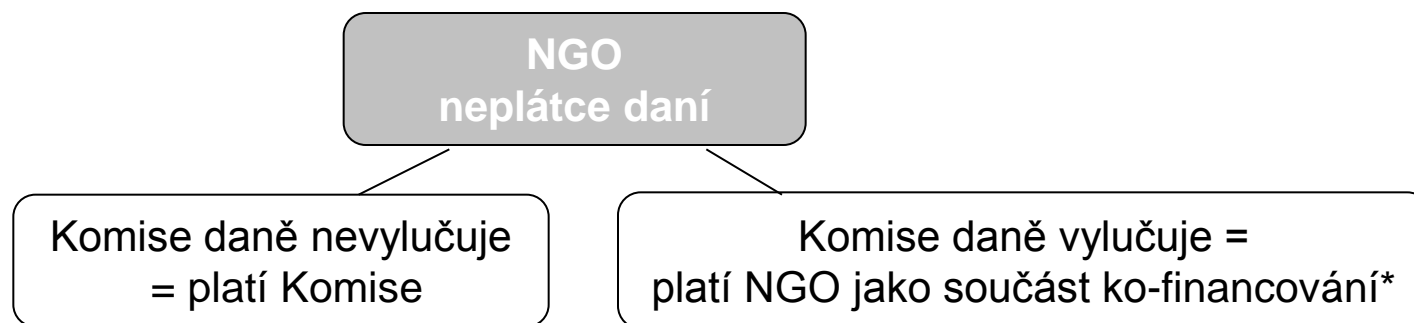 NGO
neplátce daní
Komise daně nevylučuje
= platí Komise
Komise daně vylučuje =
platí NGO jako součást ko-financování*